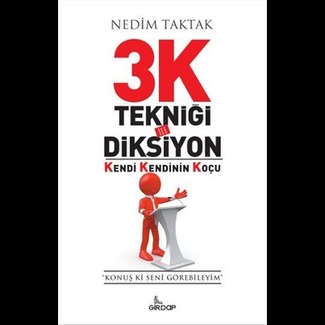 NEDİM TAKTAK
3K
TEKNİĞİ
İLE
DİKSİYON
KENDİ KENDİNİN KOÇU
"KONUŞ Kİ SENİ GÖREBİLEYİM"
GİRDAP